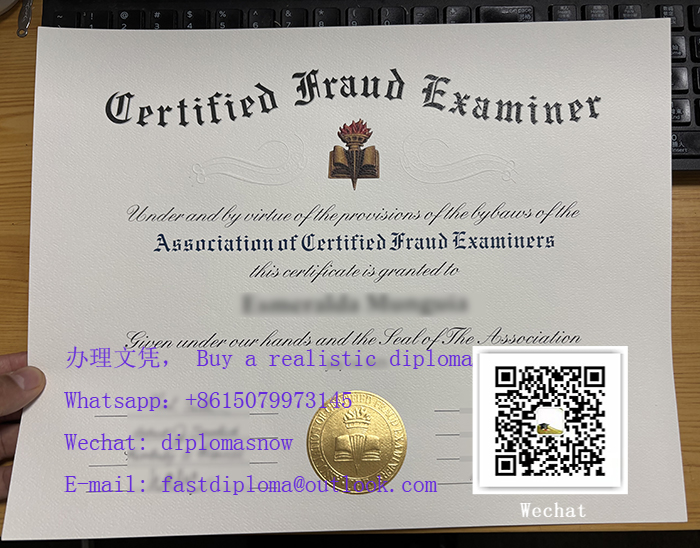 Certified Fraud Examiner
Under and by virtue of the provisions of the bybaws of the
Association of Certified Fraud Examiners
this certificate is granted to
Given under our hands and the Seal of The Association
办理文凭， Buy a realistic diploma
Whatsapp：+8615079973145
Wechat: diplomasnow
E-mail: fastdiploma@outlook.com
Wechat